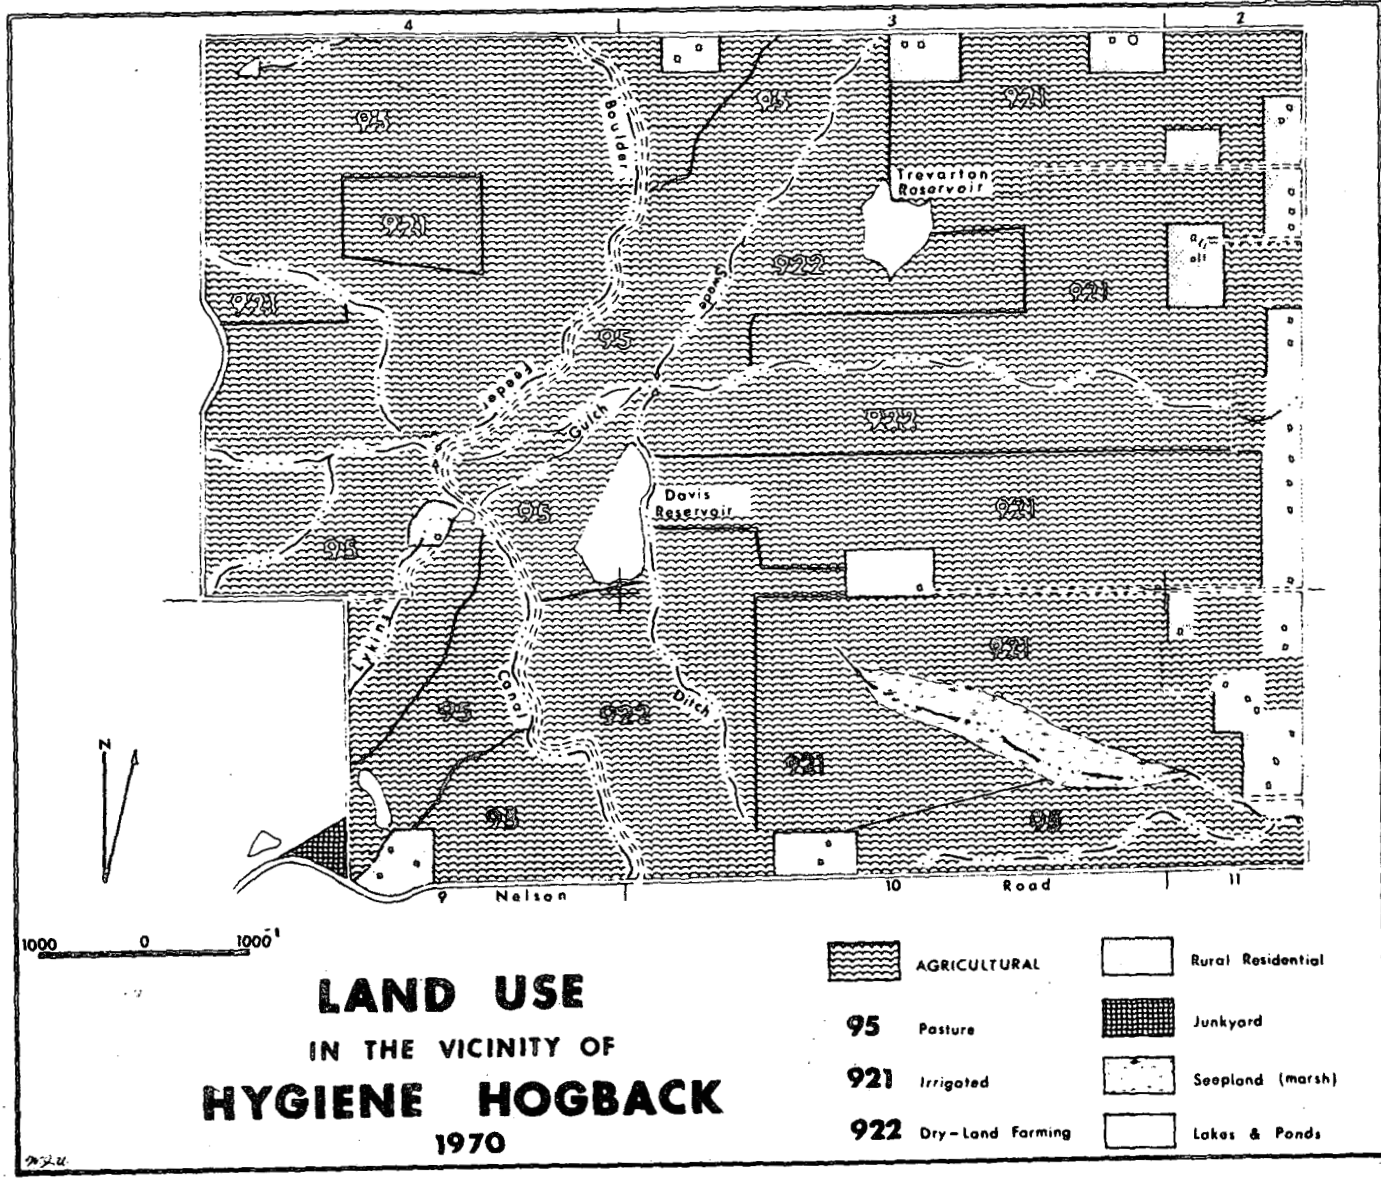 4 3 2
95 921
Boulder
95
Trevarton
Reservoir
921
922
921
Swede
921
95
Feeder
Gulch
922
Davis
Reservoir
921
95
95
Lykins
921
95
Canal
922
Ditch
921
N
95
95
9 Nelson 10 Road 11
1000 0 1000'
LAND USE
IN THE VICINITY OF
HYGIENE HOGBACK
1970
AGRICULTURAL
95 Pasture
921 Irrigated
922 Dry-Land Farming
Rural Residential
Junkyard
Seepland (marsh)
Lakes & Ponds